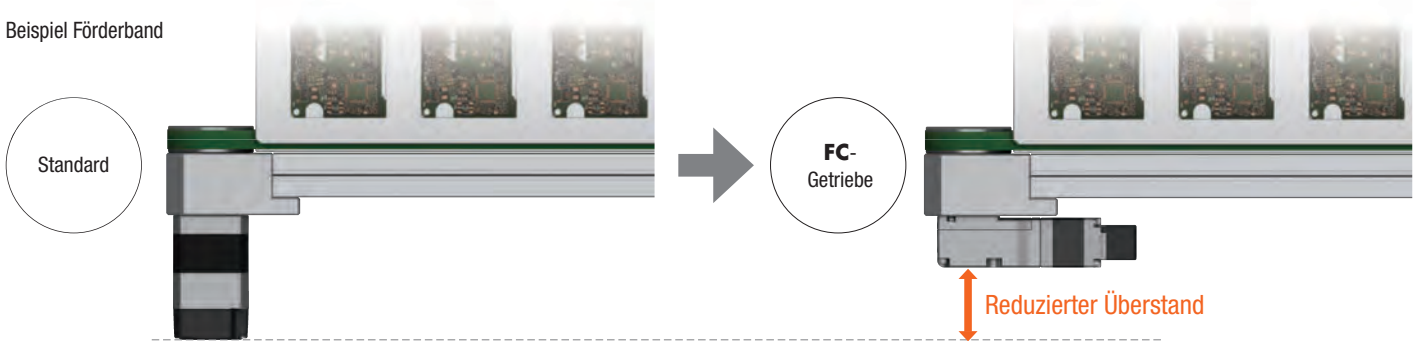 Beispiel Förderband
Standard
FC-
Getriebe
Reduzierter Überstand